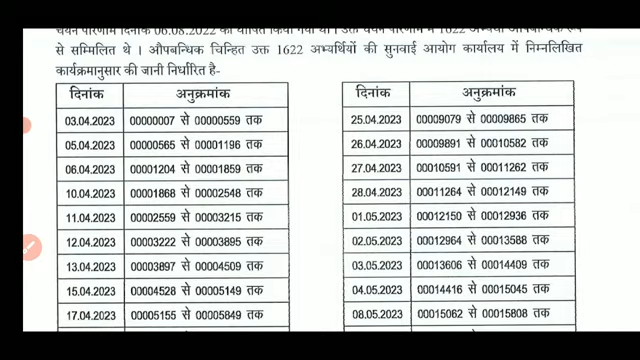 चयन परिणाम दिनांक 06.08.2022 को घोषित किया गया था। उक्त चयन परिणाम में 1622 अभ्यर्थी औपबन्धिक रूप
से सम्मिलित थे । औपबन्धिक चिन्हित उक्त 1622 अभ्यर्थियों की सुनवाई आयोग कार्यालय में निम्नलिखित
कार्यक्रमानुसार की जानी निर्धारित है-
दिनांक अनुक्रमांक
03.04.2023 00000007 से 00000559 तक
05.04.2023 00000565 से 00001196 तक
06.04.2023 00001204 से 00001859 तक
10.04.2023 00001868 से 00002548 तक
11.04.2023 00002559 से 00003215 तक
12.04.2023 00003222 से 00003895 तक
13.04.2023 00003897 से 00004509 तक
15.04.2023 00004528 से 00005149 तक
17.04.2023 00005155 से 00005849 तक
दिनांक अनुक्रमांक
25.04.2023 00009079 से 00009865 तक
26.04.2023 00009891 से 00010582 तक
27.04.2023 00010591 से 00011262 तक
28.04.2023 00011264 से 00012149 तक
01.05.2023 00012150 से 00012936 तक
02.05.2023 00012964 से 00013588 तक
03.05.2023 00013606 से 00014409 तक
04.05.2023 00014416 से 00015045 तक
08.05.2023 00015062 से 00015808 तक